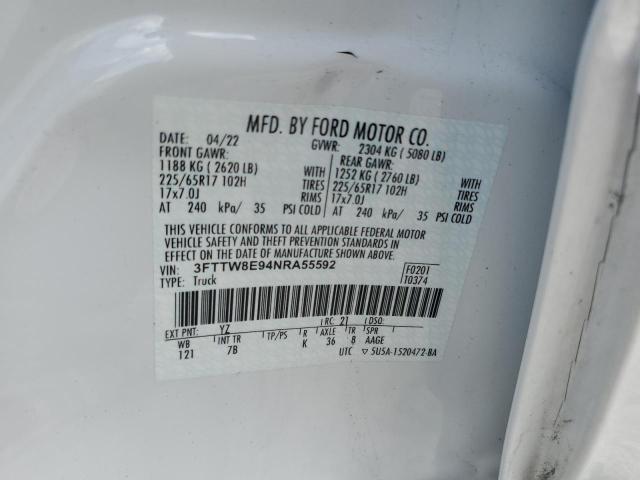 MFD. BY FORD MOTOR CO.
DATE: 04/22 GVWR: 2304 KG ( 5080 LB)
FRONT GAWR: REAR GAWR:
1188 KG ( 2620 LB) 1252 KG ( 2760 LB)
225/65R17 102H TIRES 225/65R17 102H TIRES
17x7.0J RIMS 17x7.0J RIMS
AT 240 kPa/ 35 PSI COLD AT 240 kPa/ 35 PSI COLD
THIS VEHICLE CONFORMS TO ALL APPLICABLE FEDERAL MOTOR
VEHICLE SAFETY AND THEFT PREVENTION STANDARDS IN
EFFECT ON THE DATE OF MANUFACTURE SHOWN ABOVE.
VIN: 3FTTW8E94NRA55592 F0201
TYPE: Truck T0374
EXT PNT: YZ RC: 21 DSO:
WB INT TR TP/PS R AXLE TR SPR
121 7B K 36 8 AAGE
UTC ▽ 5U5A-1520472-BA